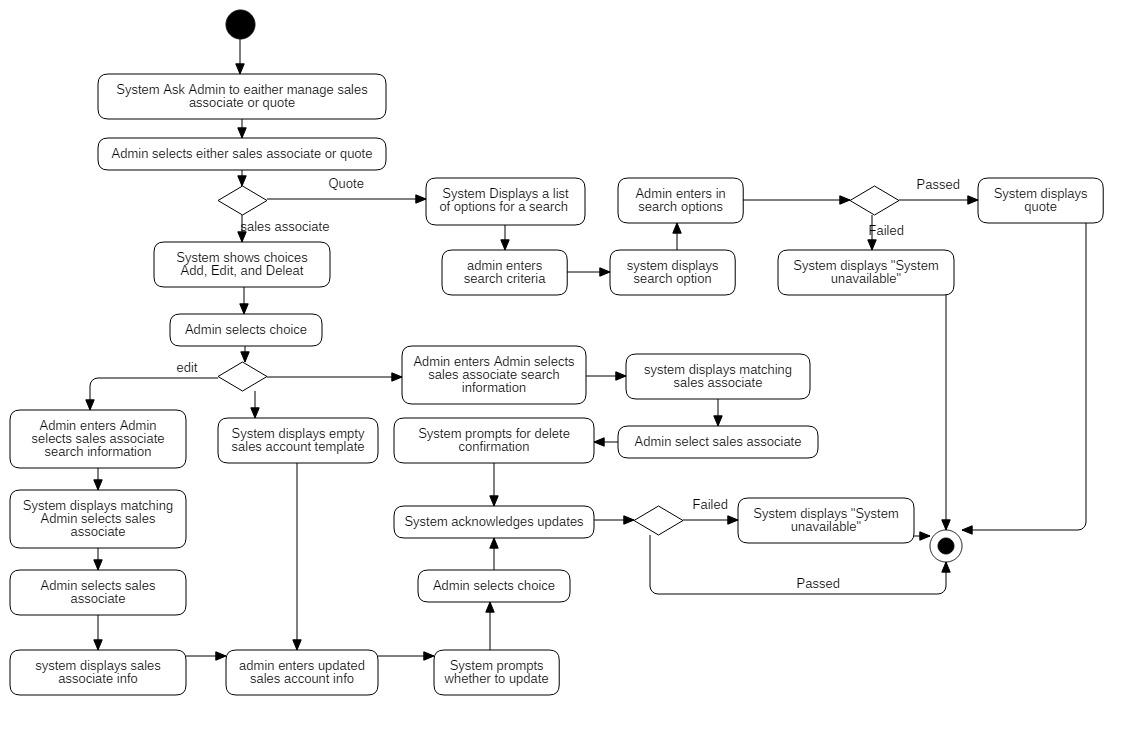 System Ask Admin to eaither manage sales
associate or quote
Admin selects either sales associate or quote
Quote
sales associate
System Displays a list
of options for a search
admin enters
search criteria
system displays
search option
Admin enters in
search options
Passed
Failed
System displays
quote
System displays "System
unavailable"
System shows choices
Add, Edit, and Deleat
Admin selects choice
edit
Admin enters Admin selects
sales associate search
information
system displays matching
sales associate
Admin select sales associate
System prompts for delete
confirmation
Admin enters Admin
selects sales associate
search information
System displays empty
sales account template
System displays matching
Admin selects sales
associate
Admin selects sales
associate
system displays sales
associate info
admin enters updated
sales account info
System prompts
whether to update
Admin selects choice
System acknowledges updates
Failed
System displays "System
unavailable"
Passed